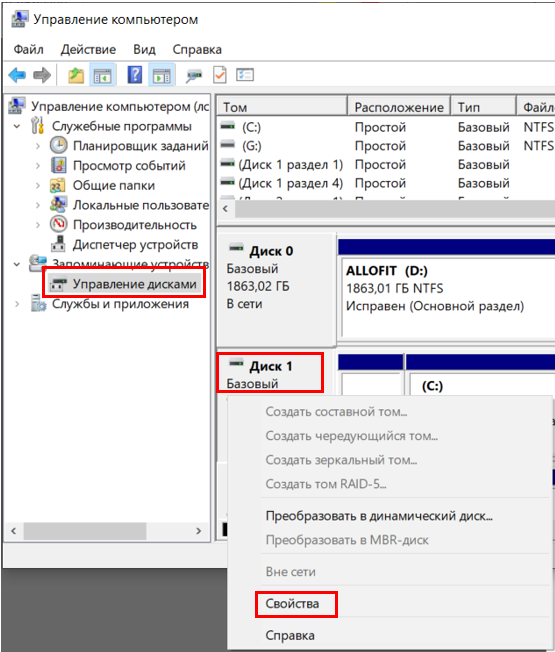 Управление компьютером
Файл Действие Вид Справка
Управление компьютером (лс
Служебные программы
Планировщик заданий
Просмотр событий
Общие папки
Локальные пользовате
Производительность
Диспетчер устройств
Запоминающие устройств
Управление дисками
Службы и приложения
Том Расположение Тип Файл
(C:) Простой Базовый NTFS
(G:) Простой Базовый NTFS
(Диск 1 раздел 1) Простой Базовый
(Диск 1 раздел 4) Простой Базовый
Диск 0
Базовый
1863,02 ГБ
В сети
ALLOFIT (D:)
1863,01 ГБ NTFS
Исправен (Основной раздел)
Диск 1
Базовый
(C:)
Создать составной том...
Создать чередующийся том...
Создать зеркальный том...
Создать том RAID-5...
Преобразовать в динамический диск...
Преобразовать в MBR-диск
Вне сети
Свойства
Справка